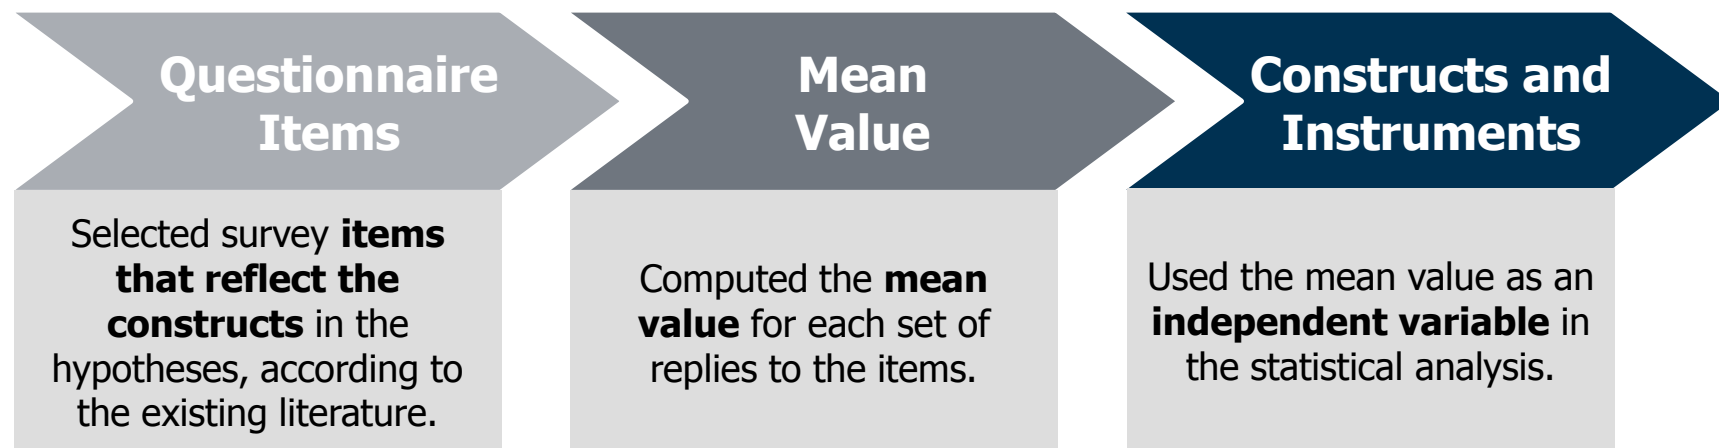 Questionnaire
Items
Selected survey items
that reflect the
constructs in the
hypotheses, according to
the existing literature.
Mean
Value
Computed the mean
value for each set of
replies to the items.
Constructs and
Instruments
Used the mean value as an
independent variable in
the statistical analysis.